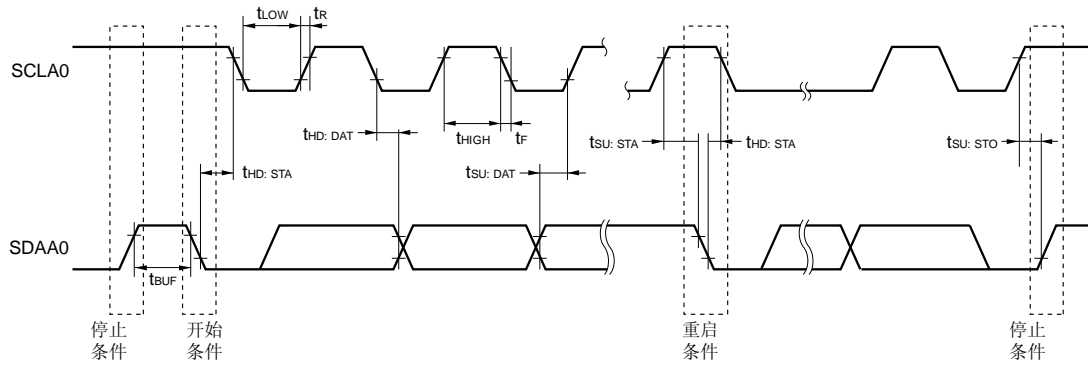 tLOW
tR
SCLA0
tHD: DAT
tHIGH
tF
tSU: STA
tHD: STA
tSU: STO
tHD: STA
tSU: DAT
SDAA0
tBUF
停止
条件
开始
条件
重启
条件
停止
条件